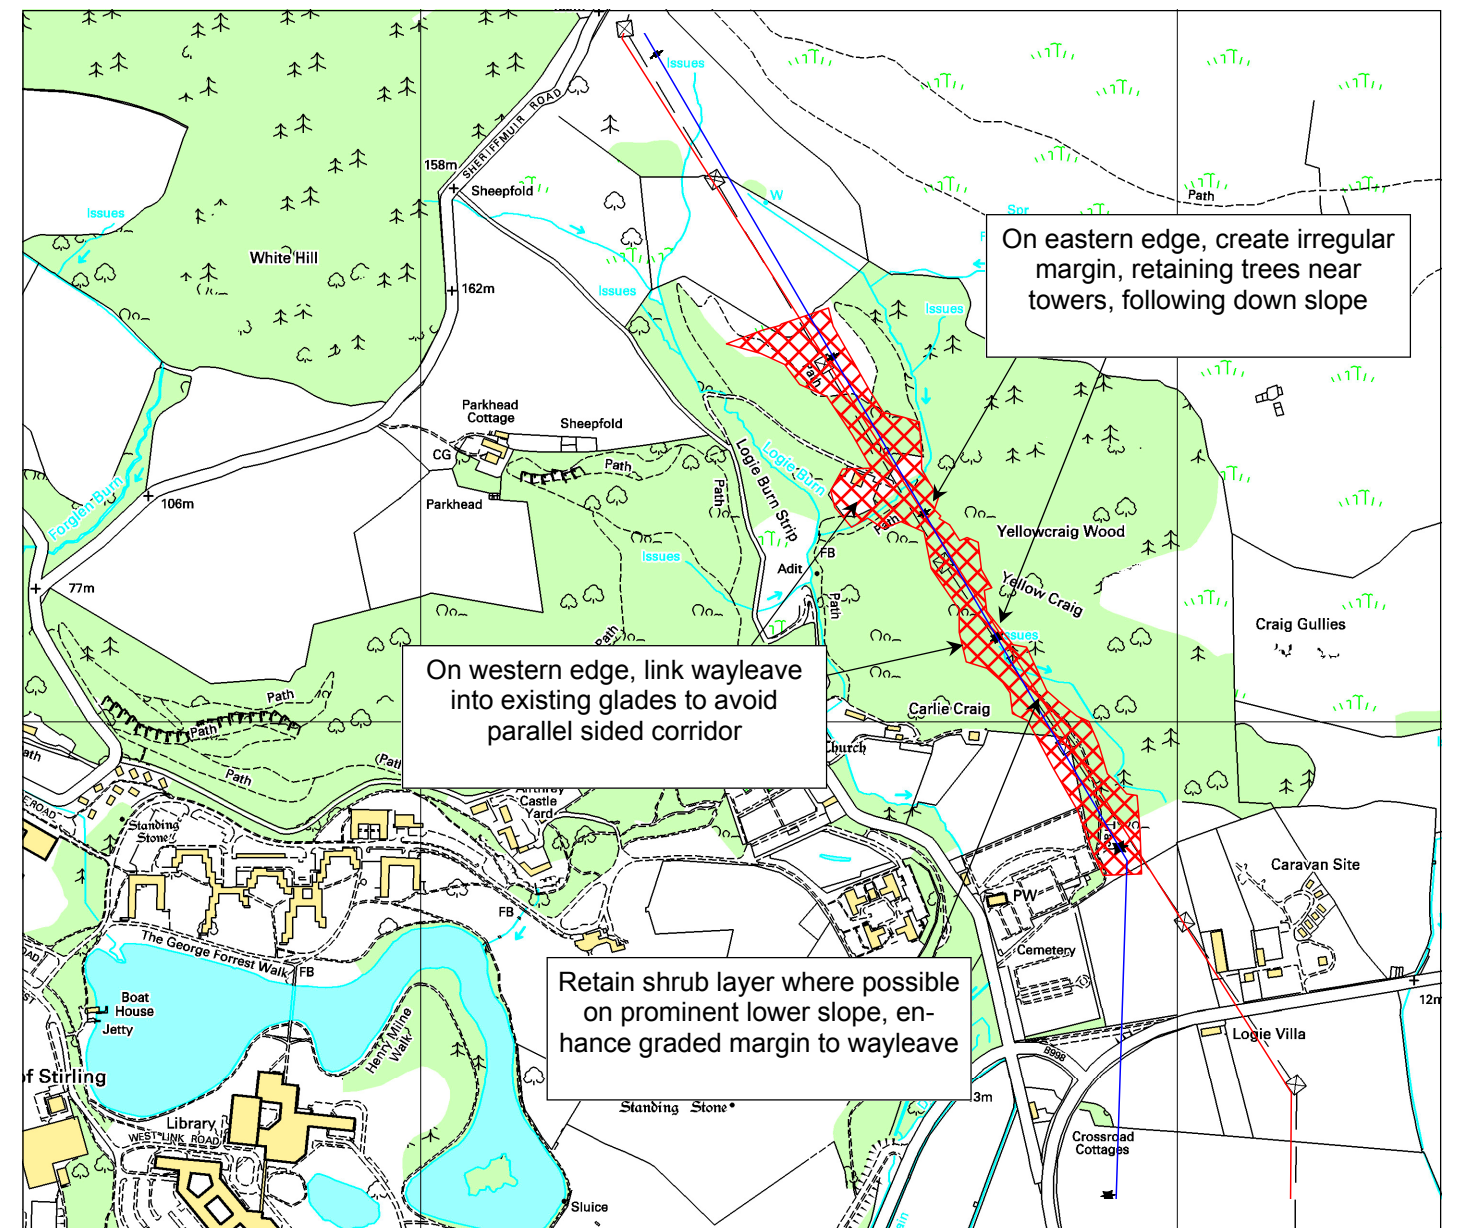 Issues
SHERIFFMUIR ROAD
158m
Sheepfold
Issues
W
Path
Sor
White Hill
162m
Issues
Issues
On eastern edge, create irregular
margin, retaining trees near
towers, following down slope
Path
Parkhead
Cottage
Sheepfold
CG
Path
Parkhead
Path
Logie Burn Strip
Logie Burn
Forglen Burn
106m
Path
Yellowcraig Wood
Issues
FB
Adit
77m
Path
Yellow Craig
Path
Issues
Craig Gullies
On western edge, link wayleave
into existing glades to avoid
parallel sided corridor
Path
Path
Path
Carlie Craig
Church
Castle
Yard
Standing
Stone
Caravan Site
PW
FB
Cemetery
The George Forrest Walk
FB
Boat
House
Jetty
Henry Milne
Walk
Retain shrub layer where possible
on prominent lower slope, en-
hance graded margin to wayleave
12m
Logie Villa
B998
3m
of Stirling
Library
WEST LINK ROAD
Standing Stone
Crossroad
Cottages
Sluice